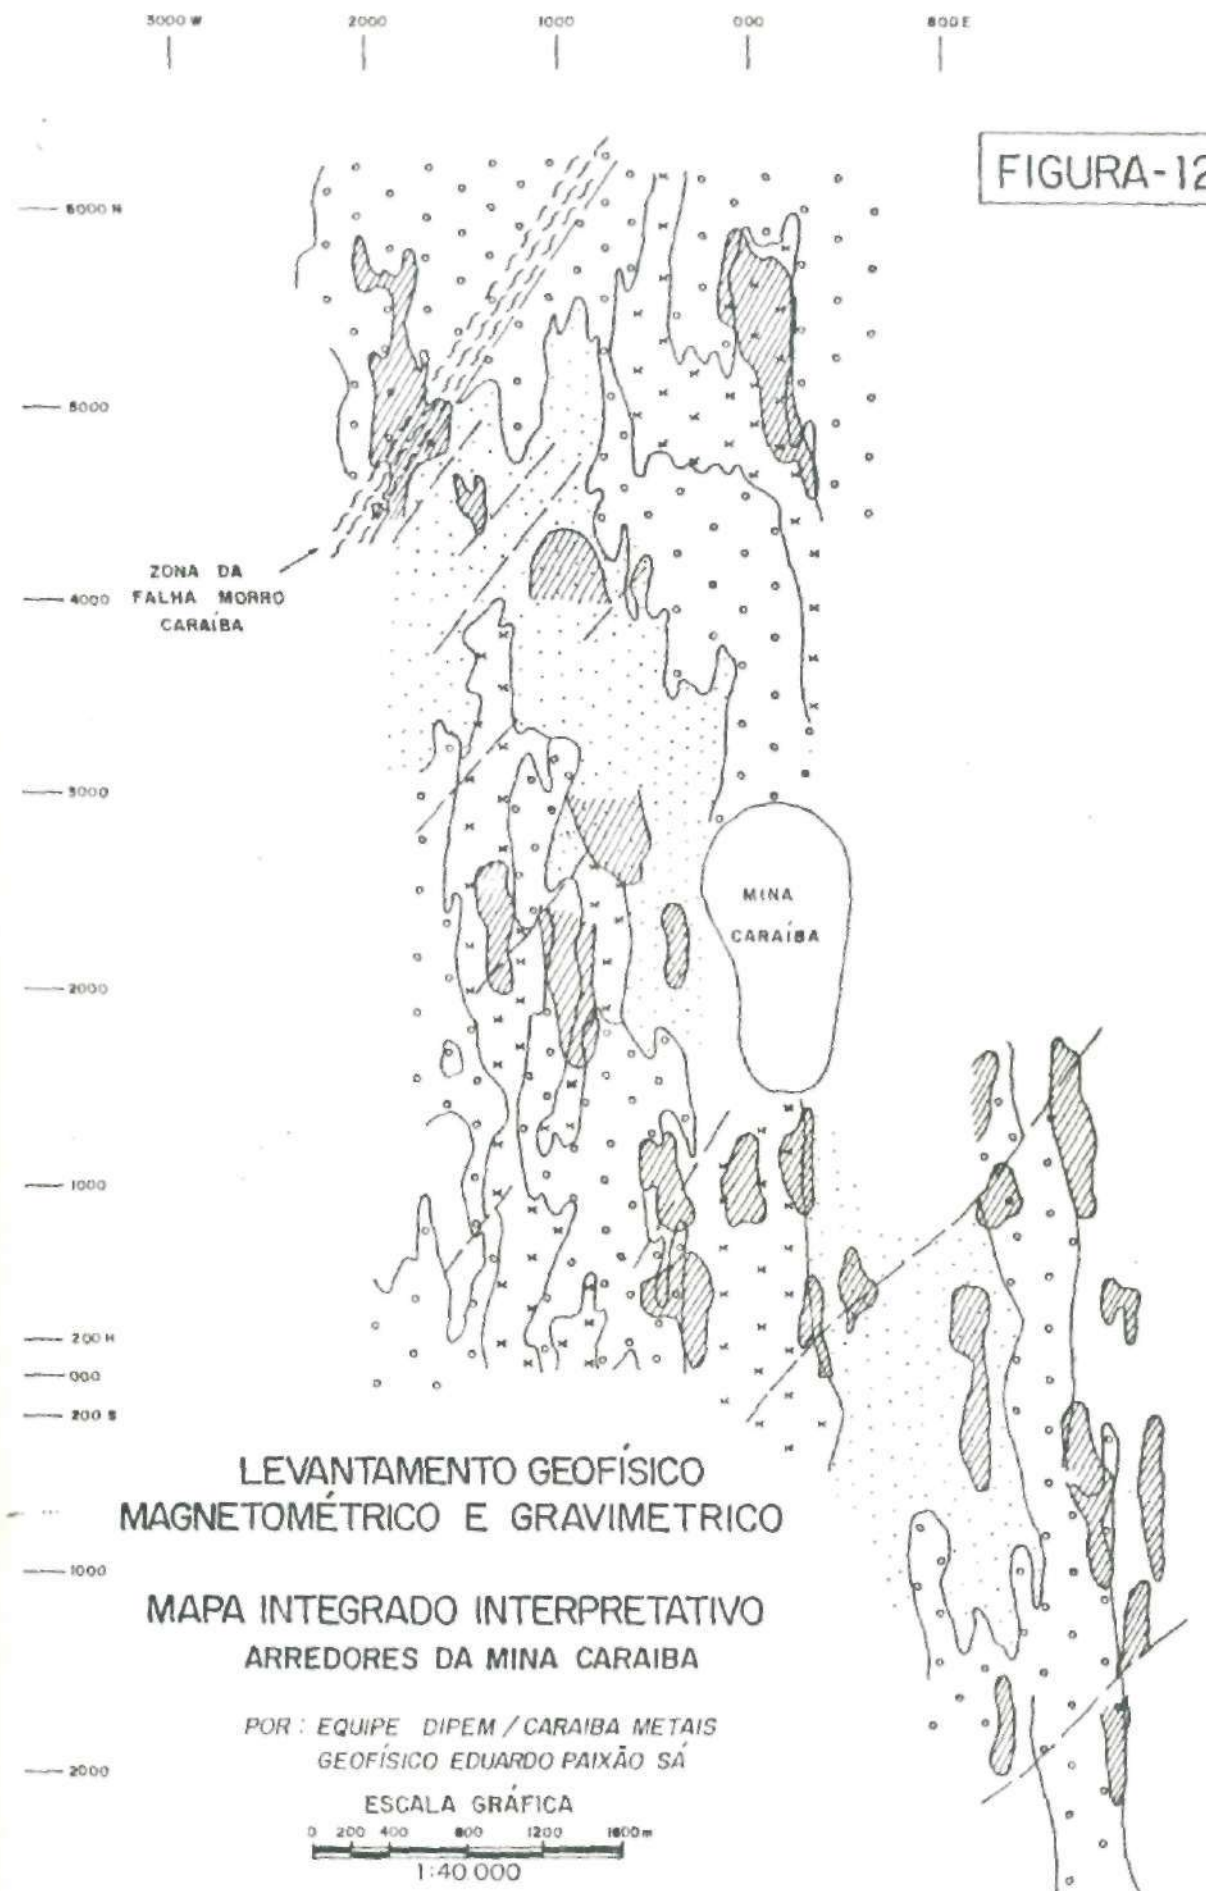 3000 W 2000 1000 000 800 E
FIGURA-12
6000 N
5000
ZONA DA
FALHA MORRO
CARAÍBA
4000
3000
MINA
CARAÍBA
2000
1000
200 N
000
200 S
LEVANTAMENTO GEOFÍSICO
MAGNETOMÉTRICO E GRAVIMETRICO
1000
MAPA INTEGRADO INTERPRETATIVO
ARREDORES DA MINA CARAIBA
POR : EQUIPE DIPEM / CARAIBA METAIS
GEOFÍSICO EDUARDO PAIXÃO SÁ
2000
ESCALA GRÁFICA
0 200 400 800 1200 1600m
1:40 000